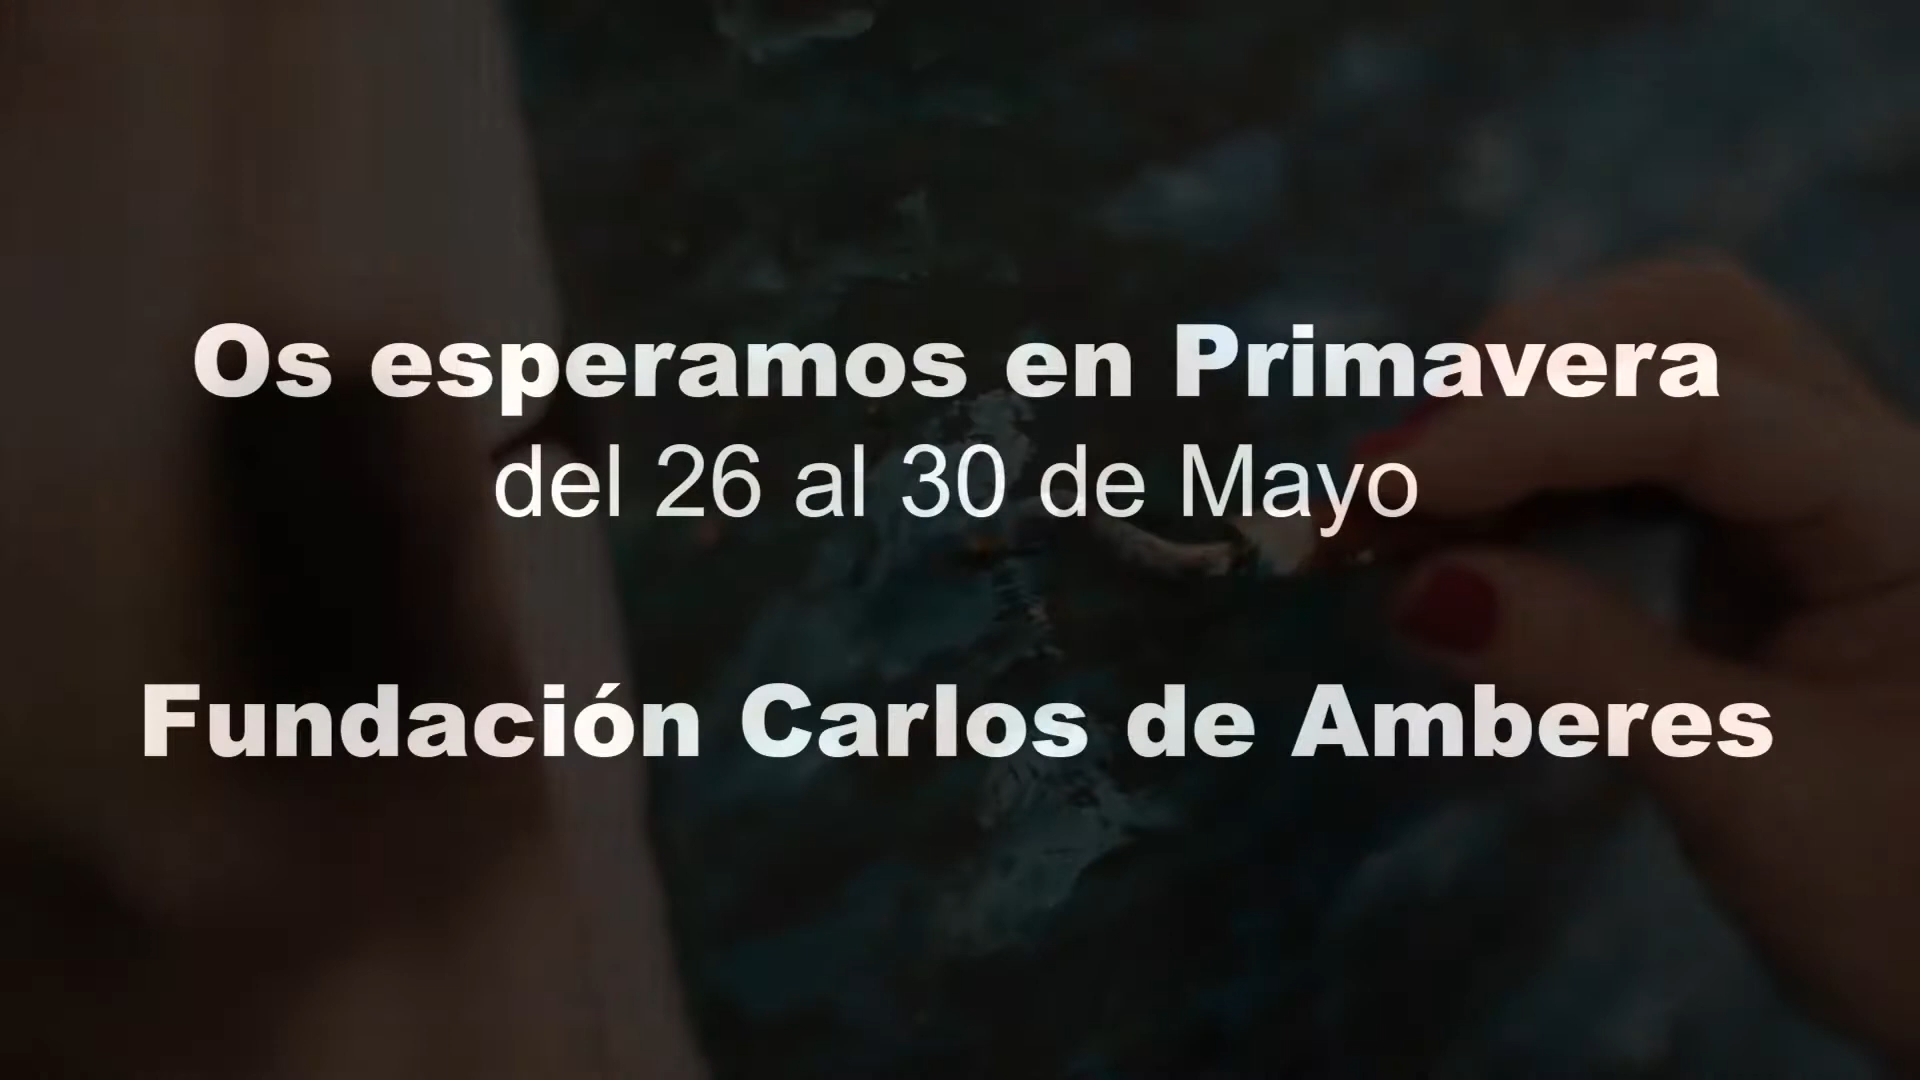 Os esperamos en Primavera
del 26 al 30 de Mayo
Fundación Carlos de Amberes